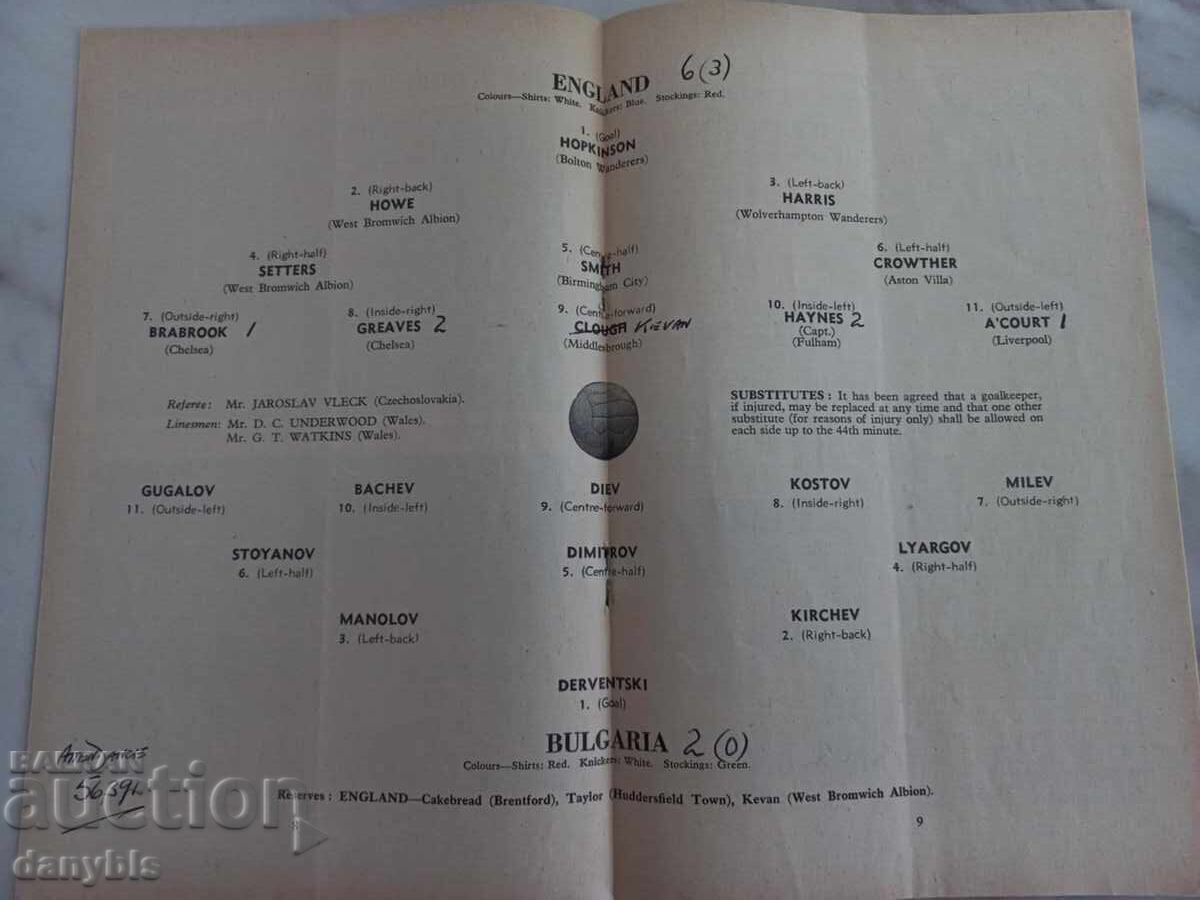 ENGLAND 6(3)
Colours—Shirts: White. Knickers: Blue. Stockings: Red.
1. (Goal)
HOPKINSON
(Bolton Wanderers)
2. (Right-back)
HOWE
(West Bromwich Albion)
3. (Left-back)
HARRIS
(Wolverhampton Wanderers)
4. (Right-half)
SETTERS
(West Bromwich Albion)
5. (Centre-half)
SMITH
(Birmingham City)
6. (Left-half)
CROWTHER
(Aston Villa)
7. (Outside-right)
BRABROOK 1
(Chelsea)
8. (Inside-right)
GREAVES 2
(Chelsea)
9. (Centre-forward)
CLOUGH KEVAN
(Middlesbrough)
10. (Inside-left)
HAYNES 2
(Capt.)
(Fulham)
11. (Outside-left)
A'COURT 1
(Liverpool)
Referee: Mr. JAROSLAV VLECK (Czechoslovakia).
Linesmen: Mr. D. C. UNDERWOOD (Wales).
Mr. G. T. WATKINS (Wales).
SUBSTITUTES: It has been agreed that a goalkeeper,
if injured, may be replaced at any time and that one other
substitute (for reasons of injury only) shall be allowed on
each side up to the 44th minute.
GUGALOV
11. (Outside-left)
BACHEV
10. (Inside-left)
DIEV
9. (Centre-forward)
KOSTOV
8. (Inside-right)
MILEV
7. (Outside-right)
STOYANOV
6. (Left-half)
DIMITROV
5. (Centre-half)
LYARGOV
4. (Right-half)
MANOLOV
3. (Left-back)
KIRCHEV
2. (Right-back)
DERVENTSKI
1. (Goal)
BULGARIA 2(0)
Colours—Shirts: Red. Knickers: White. Stockings: Green.
Reserves: ENGLAND—Cakebread (Brentford), Taylor (Huddersfield Town), Kevan (West Bromwich Albion).
8
9
BALKAN
auction
danybls